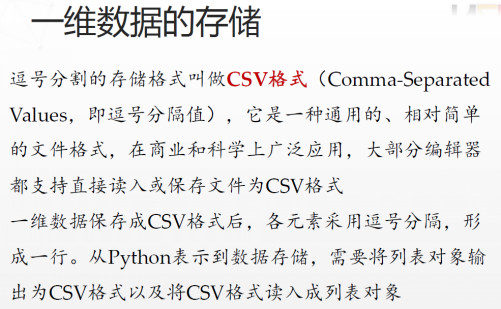 一维数据的存储
逗号分割的存储格式叫做CSV格式（Comma-Separated
Values，即逗号分隔值），它是一种通用的、相对简单
的文件格式，在商业和科学上广泛应用，大部分编辑器
都支持直接读入或保存文件为CSV格式
一维数据保存成CSV格式后，各元素采用逗号分隔，形
成一行。从Python表示到数据存储，需要将列表对象输
出为CSV格式以及将CSV格式读入成列表对象